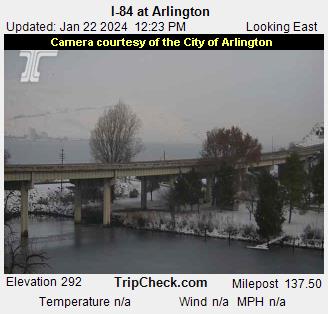 I-84 at Arlington
Updated: Jan 22 2024 12:23 PM Looking East
Camera courtesy of the City of Arlington
Elevation 292 TripCheck.com Milepost 137.50
Temperature n/a Wind n/a MPH n/a